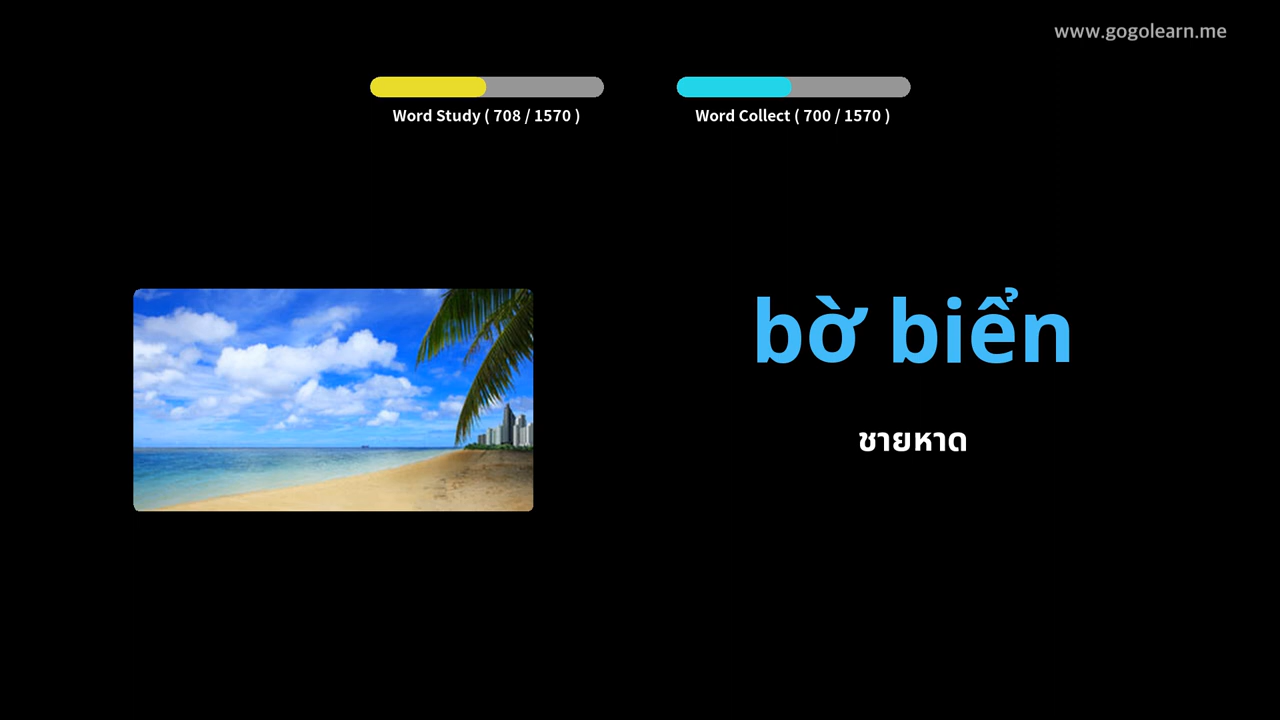 www.gogolearn.me
Word Study ( 708 / 1570 )
Word Collect ( 700 / 1570 )
bờ biển
ชายหาด